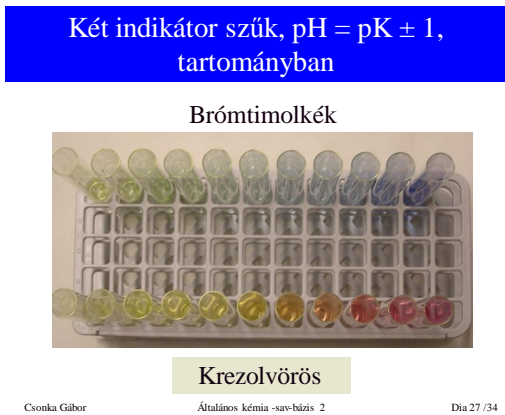 Két indikátor szűk, pH = pK ± 1,
tartományban
Brómtimolkék
Krezolvörös
Csonka Gábor
Általános kémia -sav-bázis 2
Dia 27 /34